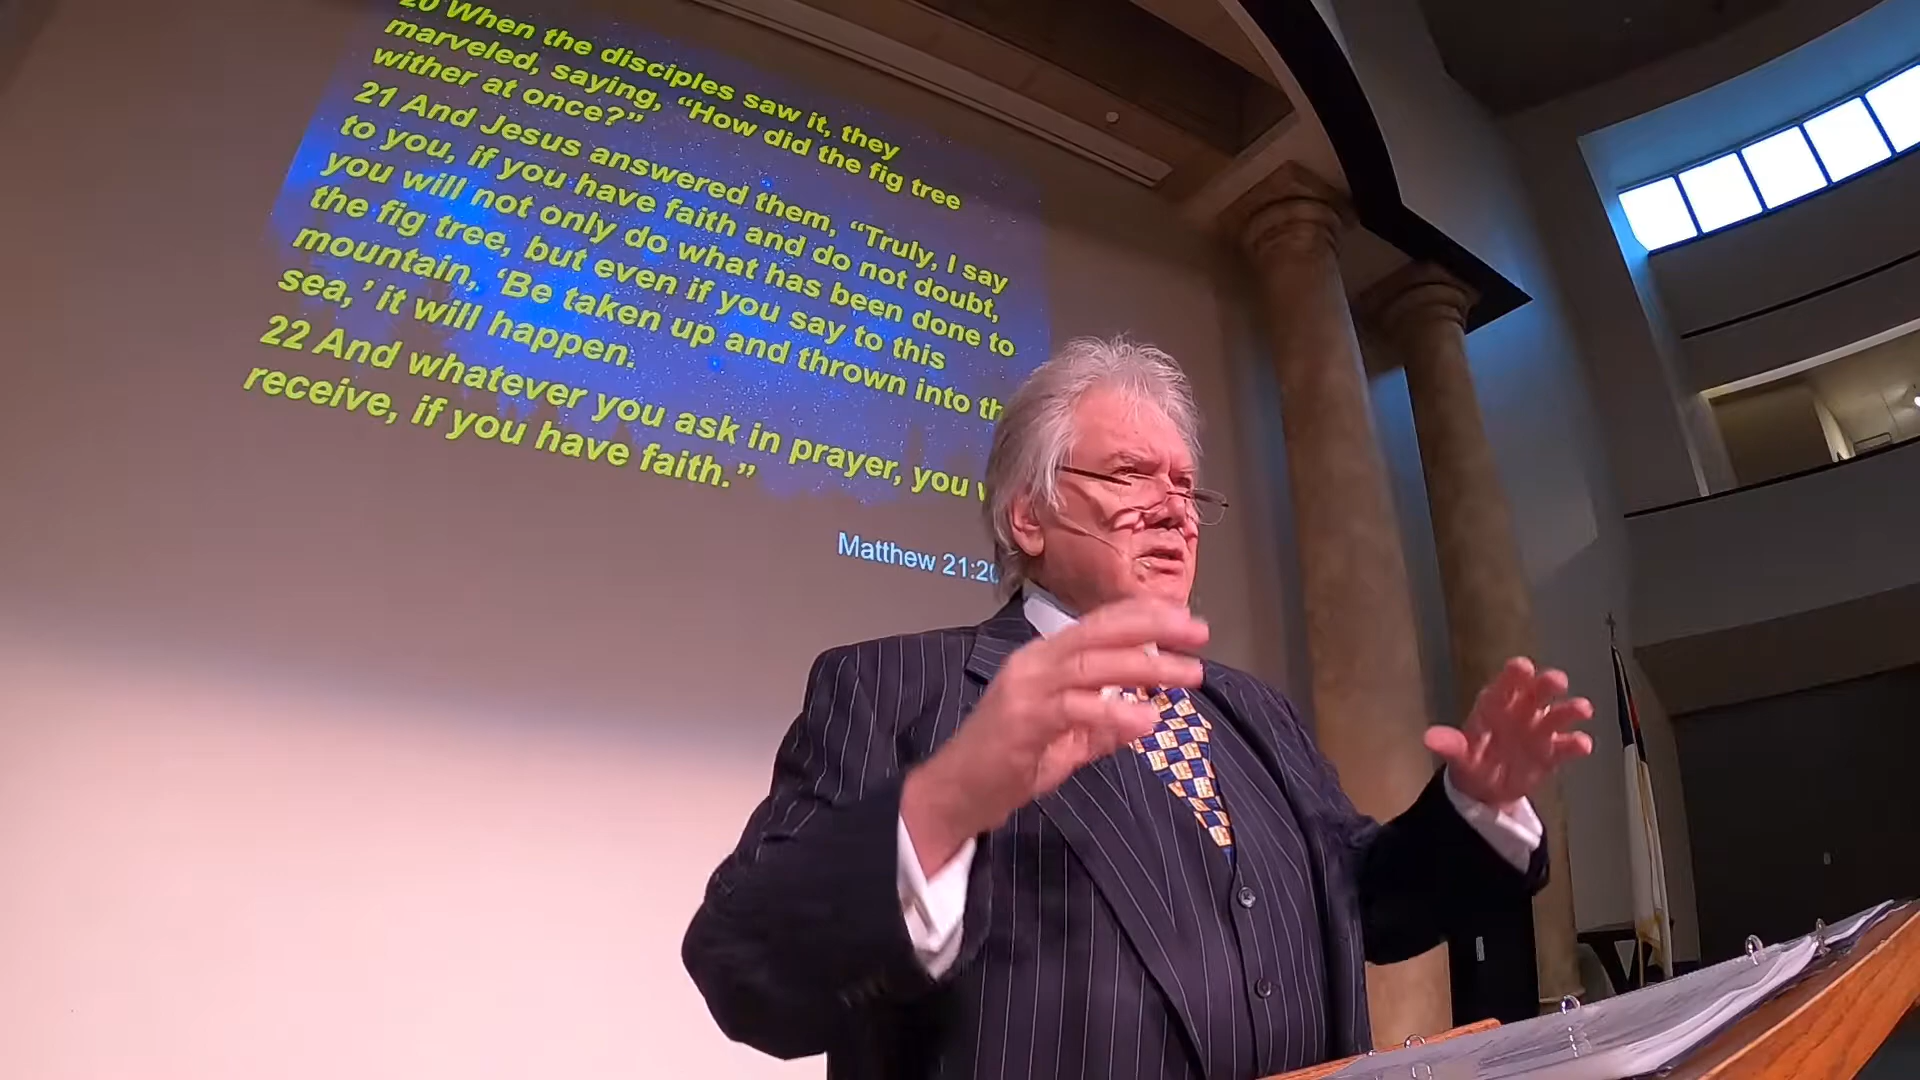 20 When the disciples saw it, they
marveled, saying, “How did the fig tree
wither at once?”
21 And Jesus answered them, “Truly, I say
to you, if you have faith and do not doubt,
you will not only do what has been done to
the fig tree, but even if you say to this
mountain, ‘Be taken up and thrown into
sea,’ it will happen.
22 And whatever you ask in prayer, you
receive, if you have faith.”
Matthew 21:20